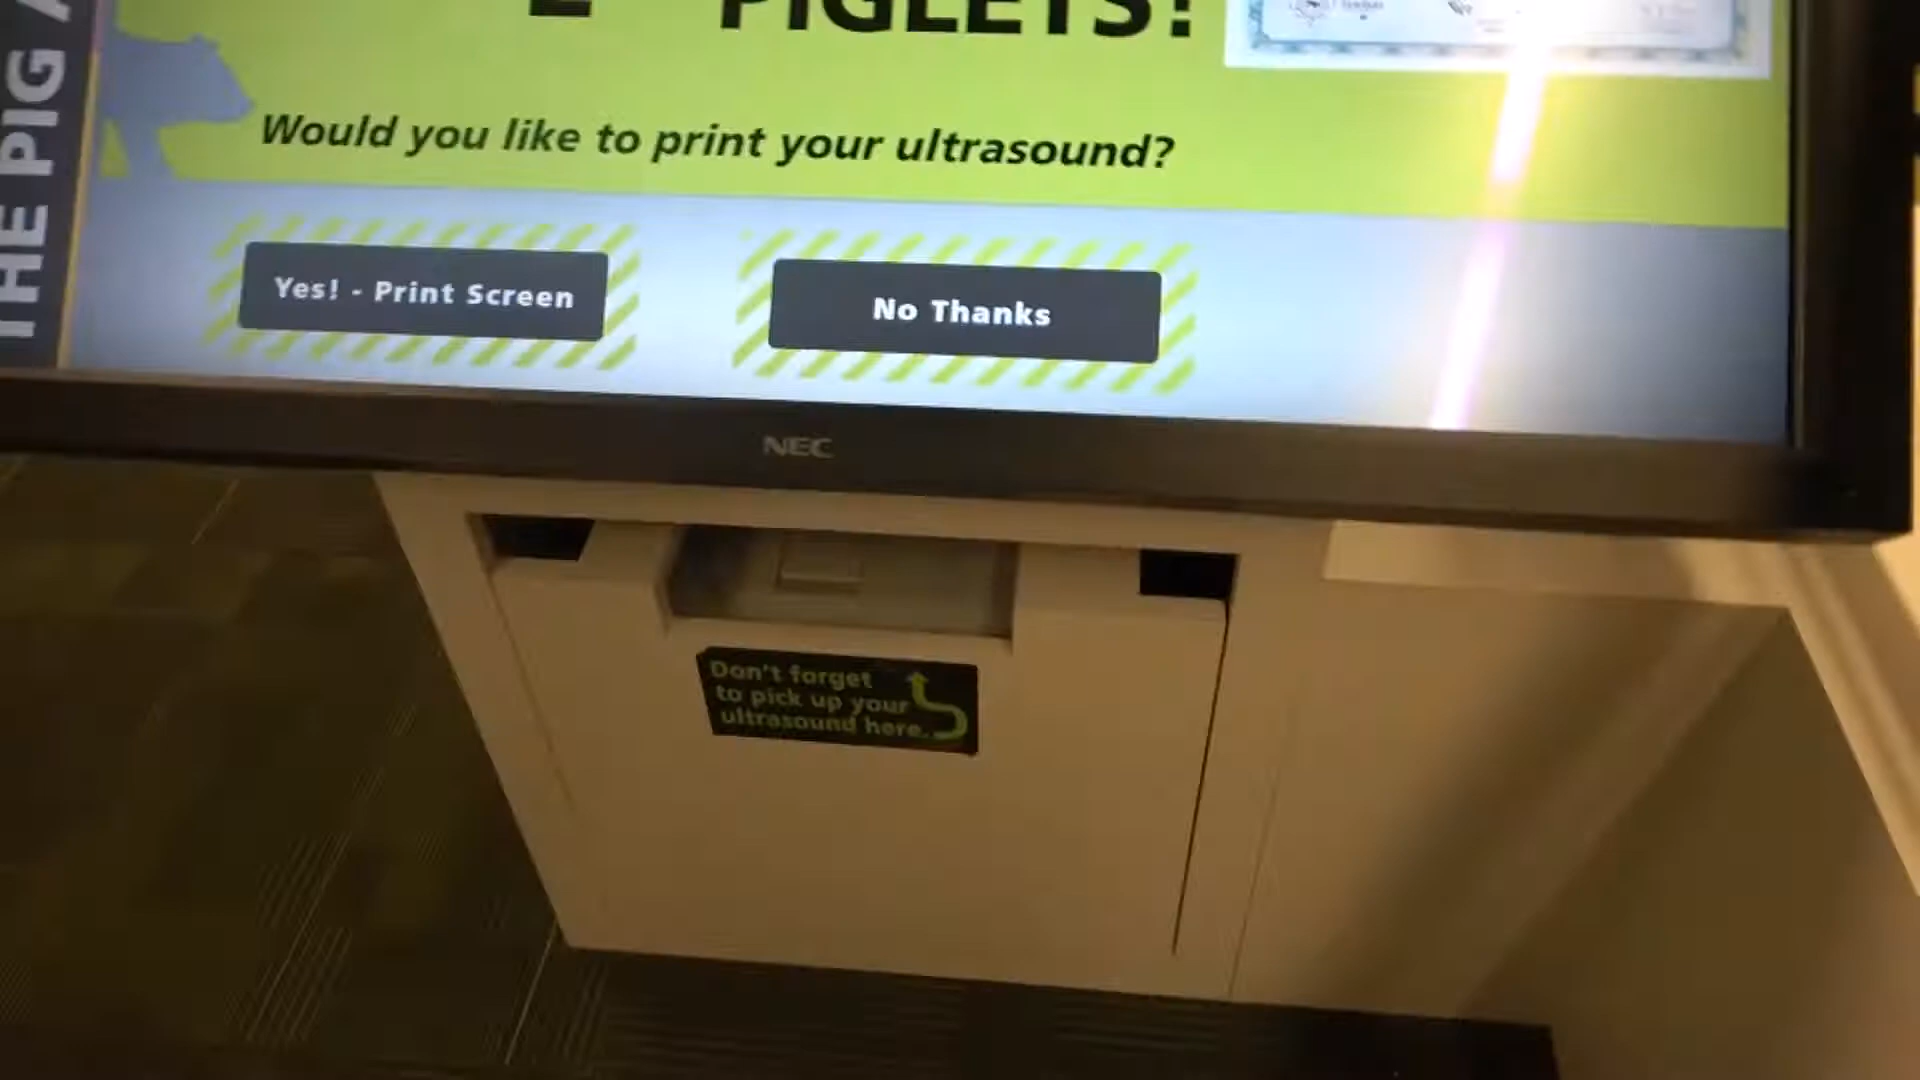 PIGLETS!
THE PIG
Would you like to print your ultrasound?
Yes! - Print Screen
No Thanks
NEC
Don't forget
to pick up your
ultrasound here.